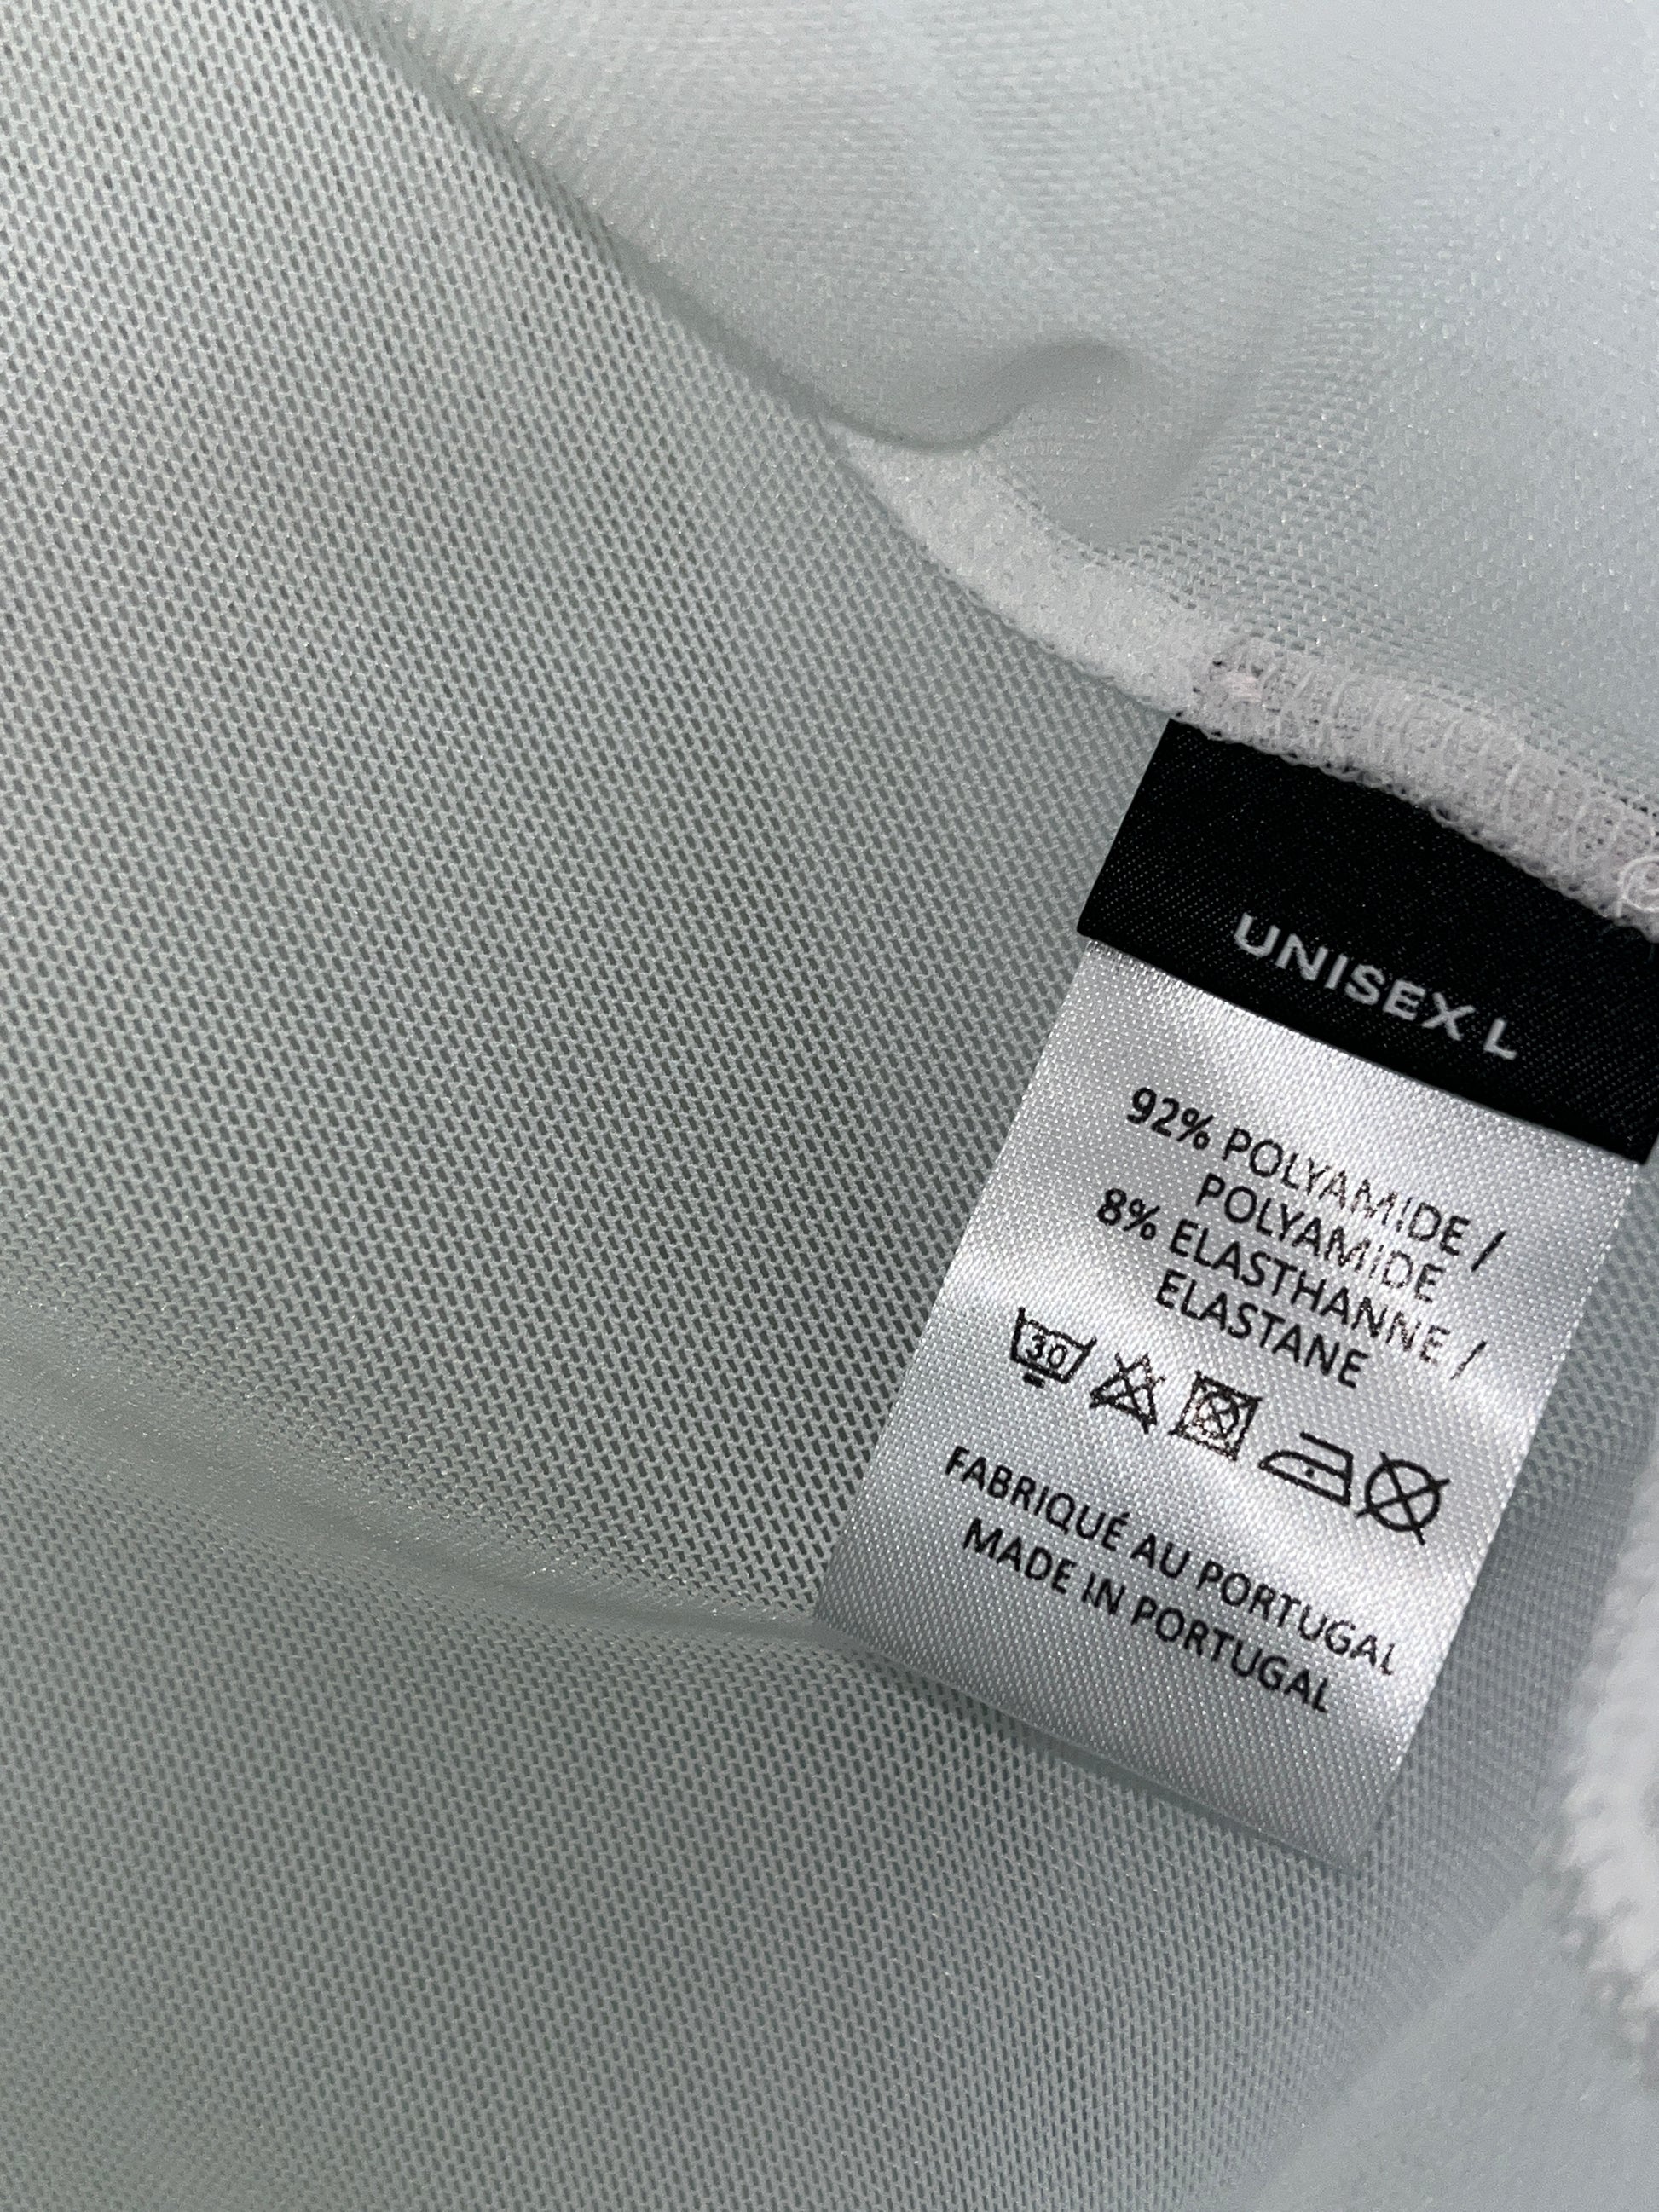 UNISEX L
92% POLYAMIDE /
POLYAMIDE
8% ELASTHANNE /
ELASTANE
30
FABRIQUÉ AU PORTUGAL
MADE IN PORTUGAL